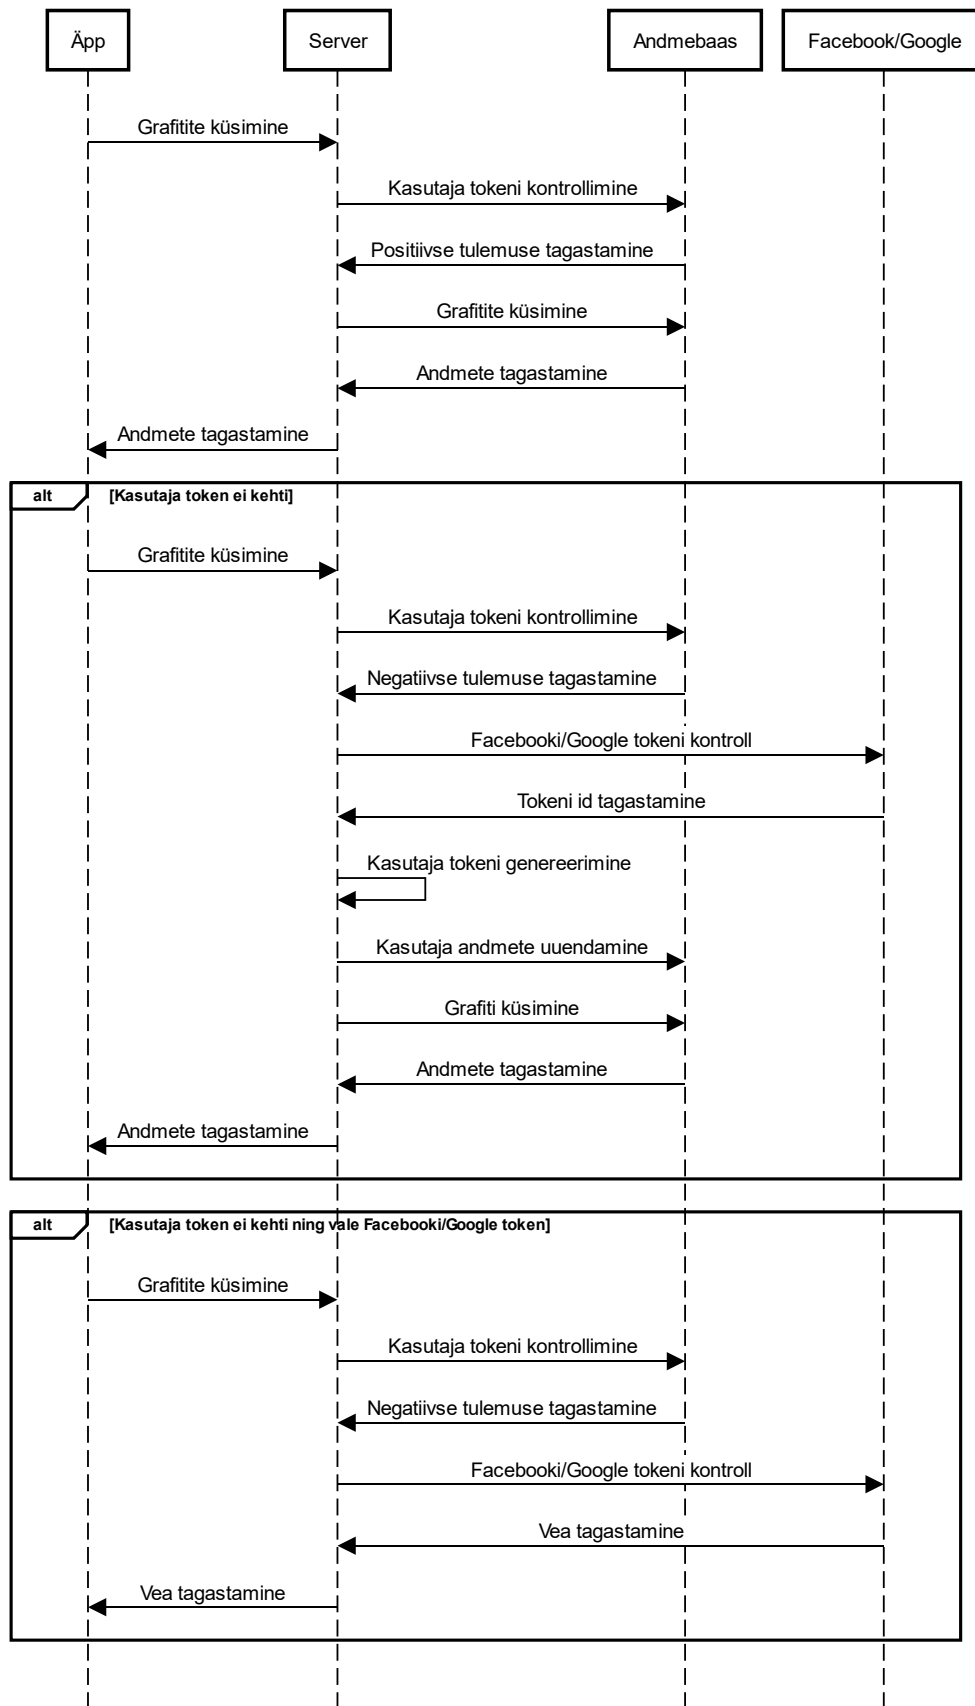 Äpp
Server
Andmebaas
Facebook/Google
Grafitite küsimine
Kasutaja tokeni kontrollimine
Positiivse tulemuse tagastamine
Grafitite küsimine
Andmete tagastamine
Andmete tagastamine
alt
[Kasutaja token ei kehti]
Grafitite küsimine
Kasutaja tokeni kontrollimine
Negatiivse tulemuse tagastamine
Facebooki/Google tokeni kontroll
Tokeni id tagastamine
Kasutaja tokeni genereerimine
Kasutaja andmete uuendamine
Grafiti küsimine
Andmete tagastamine
Andmete tagastamine
alt
[Kasutaja token ei kehti ning vale Facebooki/Google token]
Grafitite küsimine
Kasutaja tokeni kontrollimine
Negatiivse tulemuse tagastamine
Facebooki/Google tokeni kontroll
Vea tagastamine
Vea tagastamine